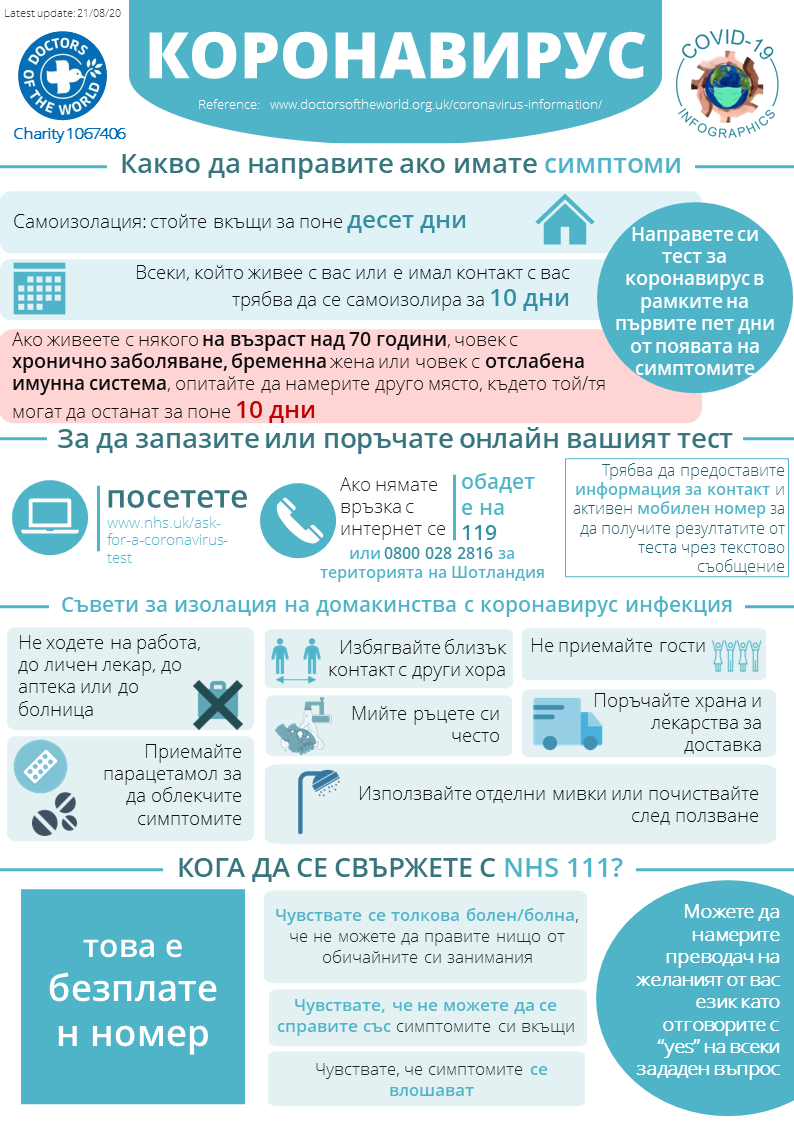 Latest update: 21/08/20
DOCTORS OF THE WORLD
Charity 1067406
КОРОНАВИРУС
Reference: www.doctorsoftheworld.org.uk/coronavirus-information/
COVID-19
INFOGRAPHICS
Какво да направите ако имате симптоми
Самоизолация: стойте вкъщи за поне десет дни
Всеки, който живее с вас или е имал контакт с вас
трябва да се самоизолира за 10 дни
Ако живеете с някого на възраст над 70 години, човек с
хронично заболяване, бременна жена или човек с отслабена
имунна система, опитайте да намерите друго място, където той/тя
могат да останат за поне 10 дни
Направете си
тест за
коронавирус в
рамките на
първите пет дни
от появата на
симптомите
За да запазите или поръчате онлайн вашият тест
посетете
www.nhs.uk/ask-
for-a-coronavirus-
test
Ако нямате
връзка с
интернет се
обадет
е на
119
или 0800 028 2816 за
територията на Шотландия
Трябва да предоставите
информация за контакт и
активен мобилен номер за
да получите резултатите от
теста чрез текстово
съобщение
Съвети за изолация на домакинства с коронавирус инфекция
Не ходете на работа,
до личен лекар, до
аптека или до
болница
Избягвайте близък
контакт с други хора
Не приемайте гости
Мийте ръцете си
често
Поръчайте храна и
лекарства за
доставка
Приемайте
парацетамол за
да облекчите
симптомите
Използвайте отделни мивки или почиствайте
след ползване
КОГА ДА СЕ СВЪРЖЕТЕ С NHS 111?
това е
безплате
н номер
Чувствате се толкова болен/болна,
че не можете да правите нищо от
обичайните си занимания
Чувствате, че не можете да се
справите със симптомите си вкъщи
Чувствате, че симптомите се
влошават
Можете да
намерите
преводач на
желаният от вас
език като
отговорите с
“yes” на всеки
зададен въпрос